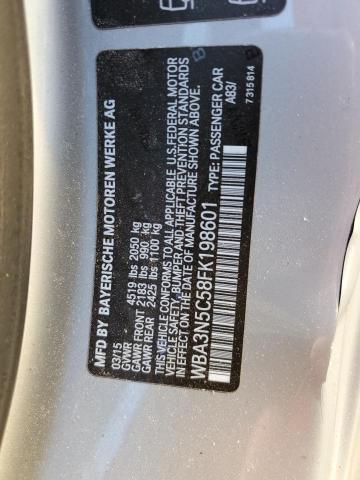 MFD BY BAYERISCHE MOTOREN WERKE AG
03/15
GVWR 4519 lbs 2050 kg
GAWR FRONT 2183 lbs 990 kg
GAWR REAR 2425 lbs 1100 kg
THIS VEHICLE CONFORMS TO ALL APPLICABLE U.S.FEDERAL MOTOR
VEHICLE SAFETY, BUMPER AND THEFT PREVENTION STANDARDS
IN EFFECT ON THE DATE OF MANUFACTURE SHOWN ABOVE.
WBA3N5C58FK198601 TYPE: PASSENGER CAR
A83/
7 315 814